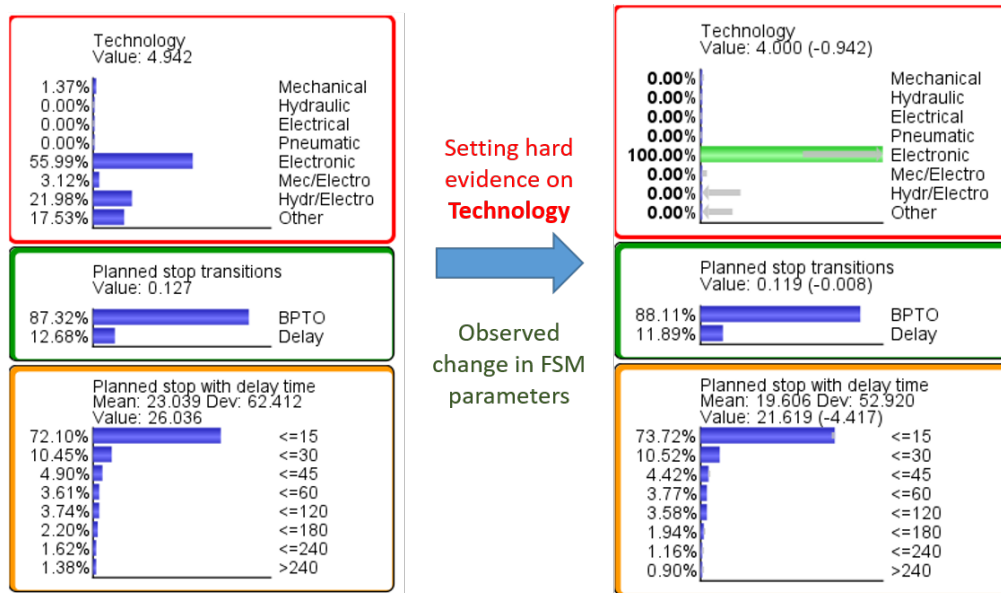 Technology
Value: 4.942
1.37% Mechanical
0.00% Hydraulic
0.00% Electrical
0.00% Pneumatic
55.99% Electronic
3.12% Mec/Electro
21.98% Hydr/Electro
17.53% Other
Planned stop transitions
Value: 0.127
87.32% BPTO
12.68% Delay
Planned stop with delay time
Mean: 23.039 Dev: 62.412
Value: 26.036
72.10% <=15
10.45% <=30
4.90% <=45
3.61% <=60
3.74% <=120
2.20% <=180
1.62% <=240
1.38% >240
Setting hard
evidence on
Technology
Observed
change in FSM
parameters
Technology
Value: 4.000 (-0.942)
0.00% Mechanical
0.00% Hydraulic
0.00% Electrical
0.00% Pneumatic
100.00% Electronic
0.00% Mec/Electro
0.00% Hydr/Electro
0.00% Other
Planned stop transitions
Value: 0.119 (-0.008)
88.11% BPTO
11.89% Delay
Planned stop with delay time
Mean: 19.606 Dev: 52.920
Value: 21.619 (-4.417)
73.72% <=15
10.52% <=30
4.42% <=45
3.77% <=60
3.58% <=120
1.94% <=180
1.16% <=240
0.90% >240